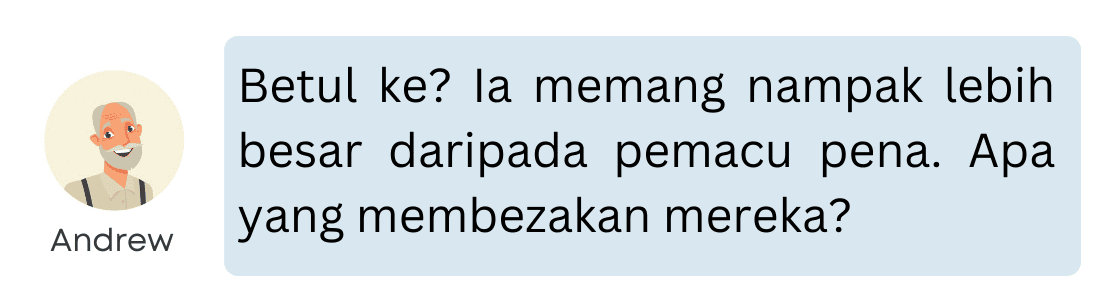 Betul ke? Ia memang nampak lebih
besar daripada pemacu pena. Apa
yang membezakan mereka?
Andrew